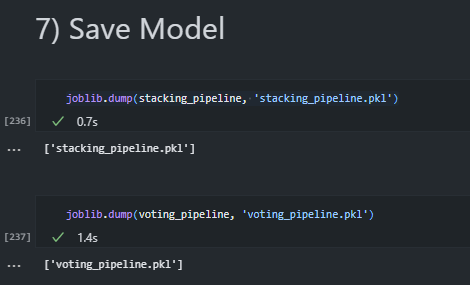 7) Save Model
joblib.dump(stacking_pipeline, 'stacking_pipeline.pkl')
[236]
✓ 0.7s
... ['stacking_pipeline.pkl']
joblib.dump(voting_pipeline, 'voting_pipeline.pkl')
[237]
✓ 1.4s
... ['voting_pipeline.pkl']